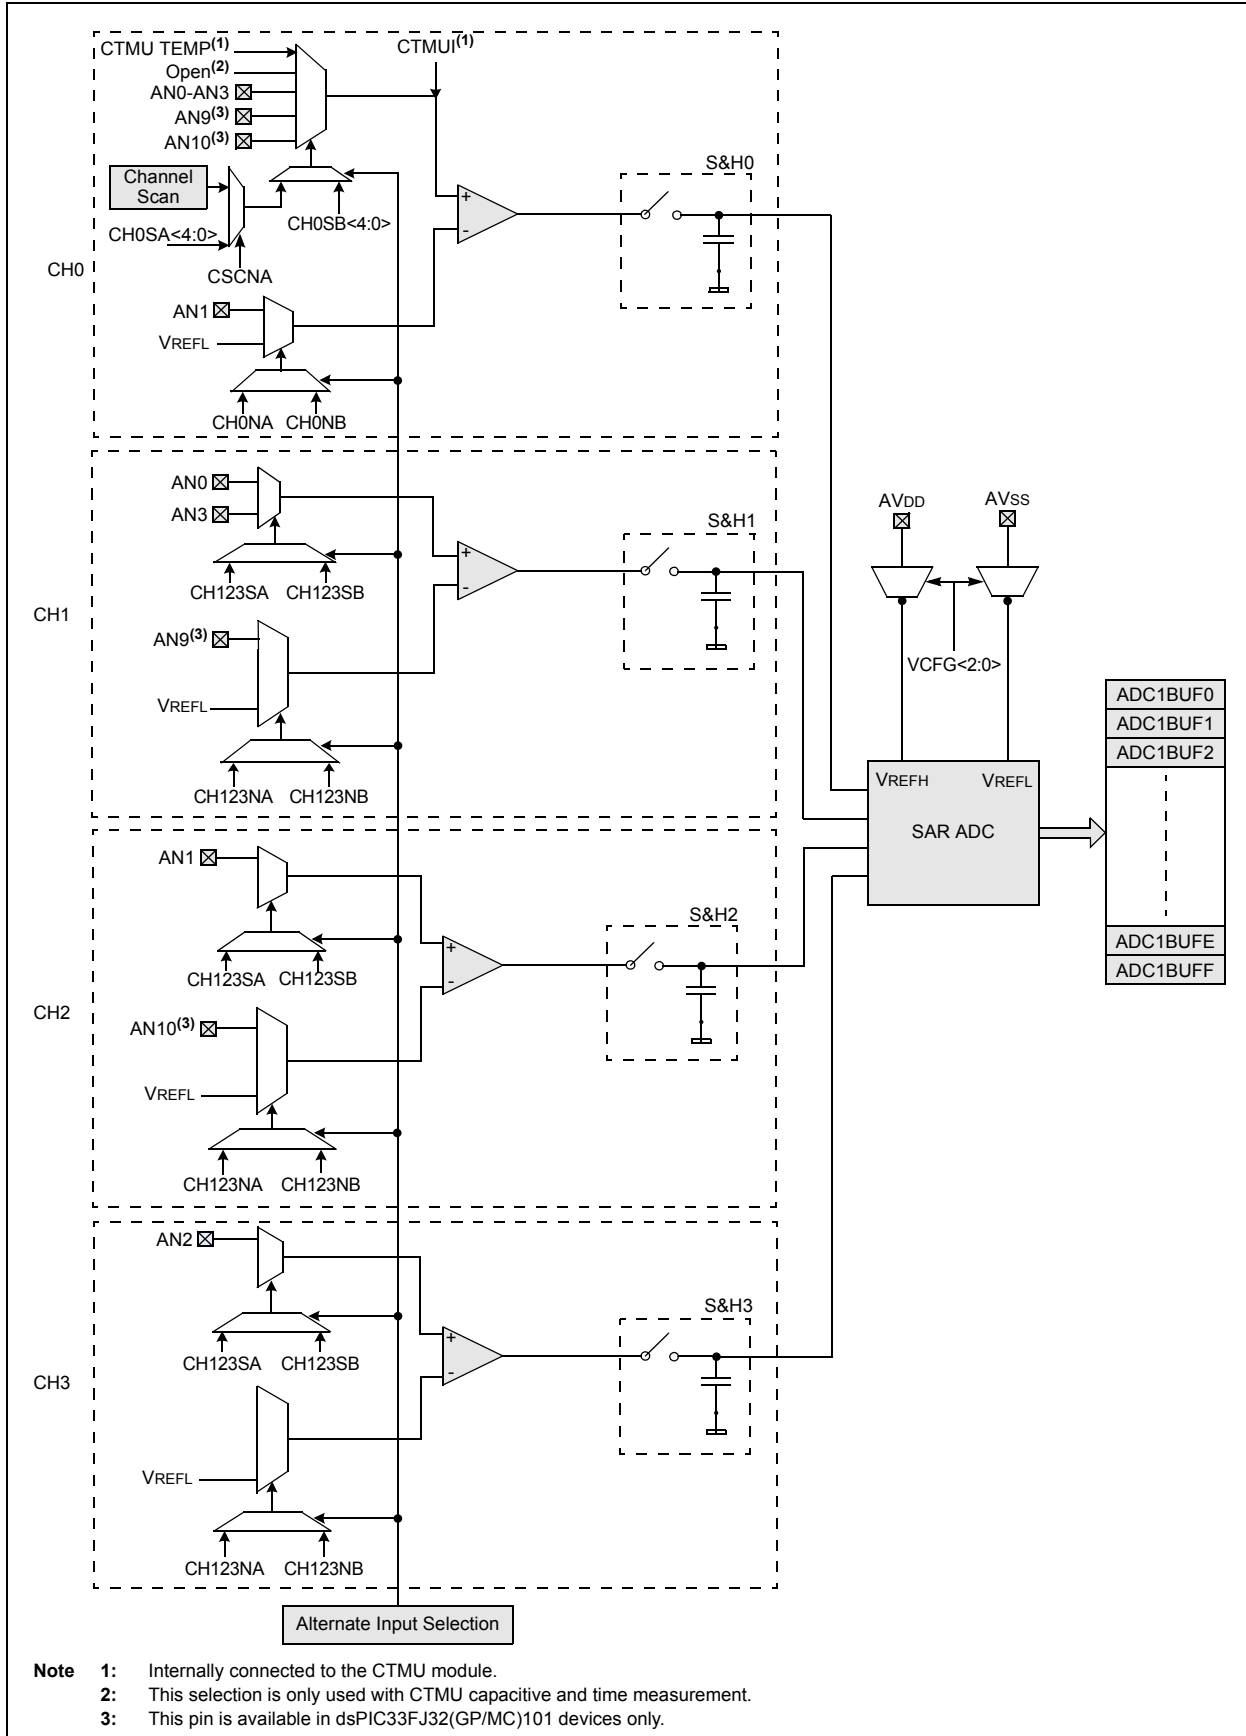 CTMU TEMP(1)
Open(2)
AN0-AN3
AN9(3)
AN10(3)
CTMUI(1)
Channel
Scan
CH0SA<4:0>
CH0SB<4:0>
CSCNA
CH0
AN1
VREFL
CH0NA
CH0NB
+
-
S&H0
AN0
AN3
CH123SA
CH123SB
CH1
AN9(3)
VREFL
CH123NA
CH123NB
+
-
S&H1
AVDD
AVSS
VCFG<2:0>
VREFH
VREFL
SAR ADC
ADC1BUF0
ADC1BUF1
ADC1BUF2
ADC1BUFE
ADC1BUFF
AN1
CH123SA
CH123SB
CH2
AN10(3)
VREFL
CH123NA
CH123NB
+
-
S&H2
AN2
CH123SA
CH123SB
CH3
VREFL
CH123NA
CH123NB
+
-
S&H3
Alternate Input Selection
Note 1: Internally connected to the CTMU module.
2: This selection is only used with CTMU capacitive and time measurement.
3: This pin is available in dsPIC33FJ32(GP/MC)101 devices only.